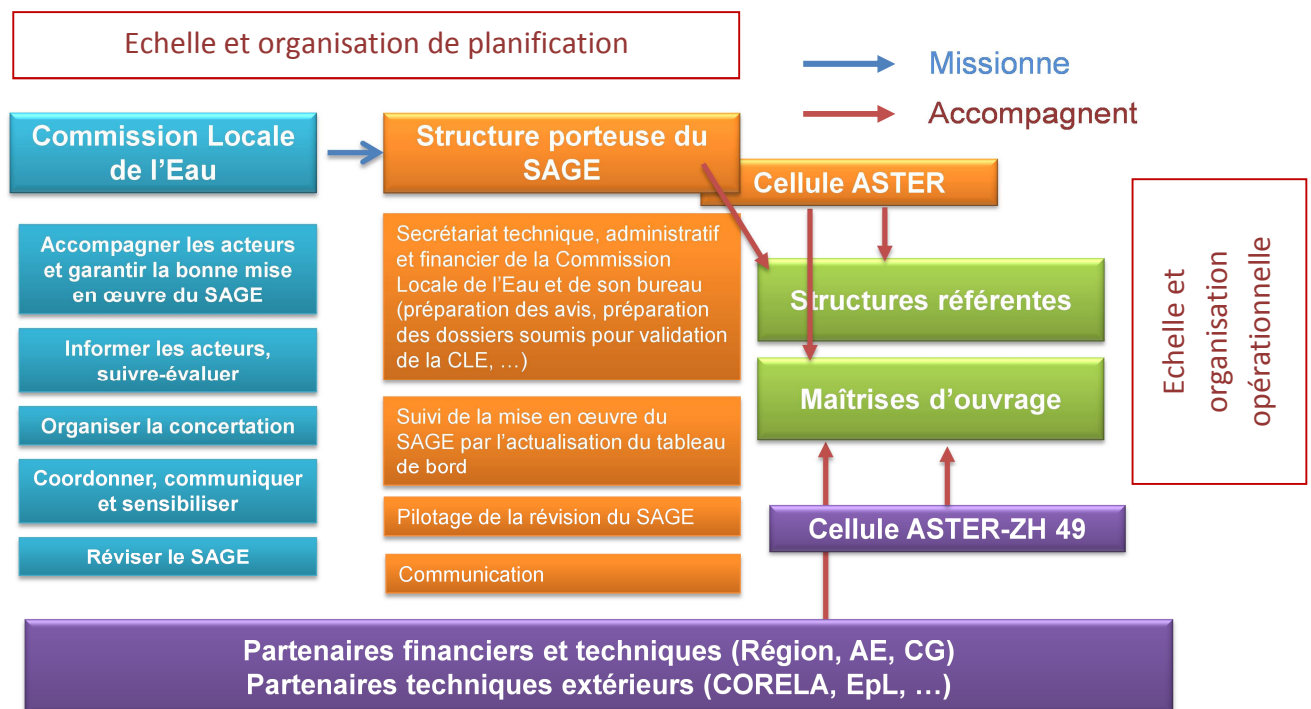 Echelle et organisation de planification
Missionne
Accompagnent
Commission Locale
de l’Eau
Structure porteuse du
SAGE
Cellule ASTER
Accompagner les acteurs
et garantir la bonne mise
en œuvre du SAGE
Informer les acteurs,
suivre-évaluer
Organiser la concertation
Coordonner, communiquer
et sensibiliser
Réviser le SAGE
Secrétariat technique, administratif
et financier de la Commission
Locale de l’Eau et de son bureau
(préparation des avis, préparation
des dossiers soumis pour validation
de la CLE, …)
Suivi de la mise en œuvre du
SAGE par l’actualisation du tableau
de bord
Pilotage de la révision du SAGE
Communication
Structures référentes
Maîtrises d’ouvrage
Cellule ASTER-ZH 49
Echelle et
organisation
opérationnelle
Partenaires financiers et techniques (Région, AE, CG)
Partenaires techniques extérieurs (CORELA, EpL, …)